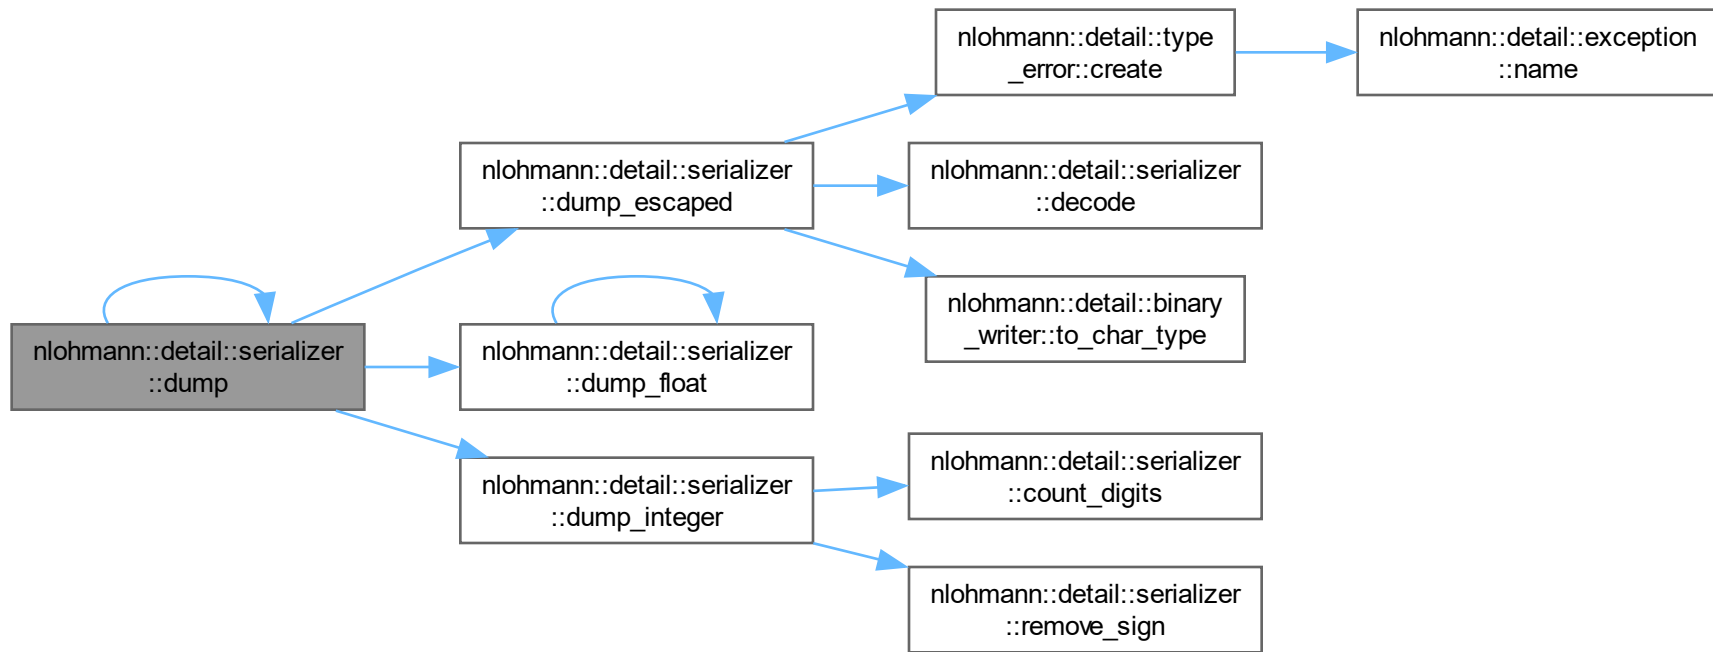 nlohmann::detail::type
_error::create
nlohmann::detail::exception
::name
nlohmann::detail::serializer
::dump_escaped
nlohmann::detail::serializer
::decode
nlohmann::detail::binary
_writer::to_char_type
nlohmann::detail::serializer
::dump
nlohmann::detail::serializer
::dump_float
nlohmann::detail::serializer
::dump_integer
nlohmann::detail::serializer
::count_digits
nlohmann::detail::serializer
::remove_sign